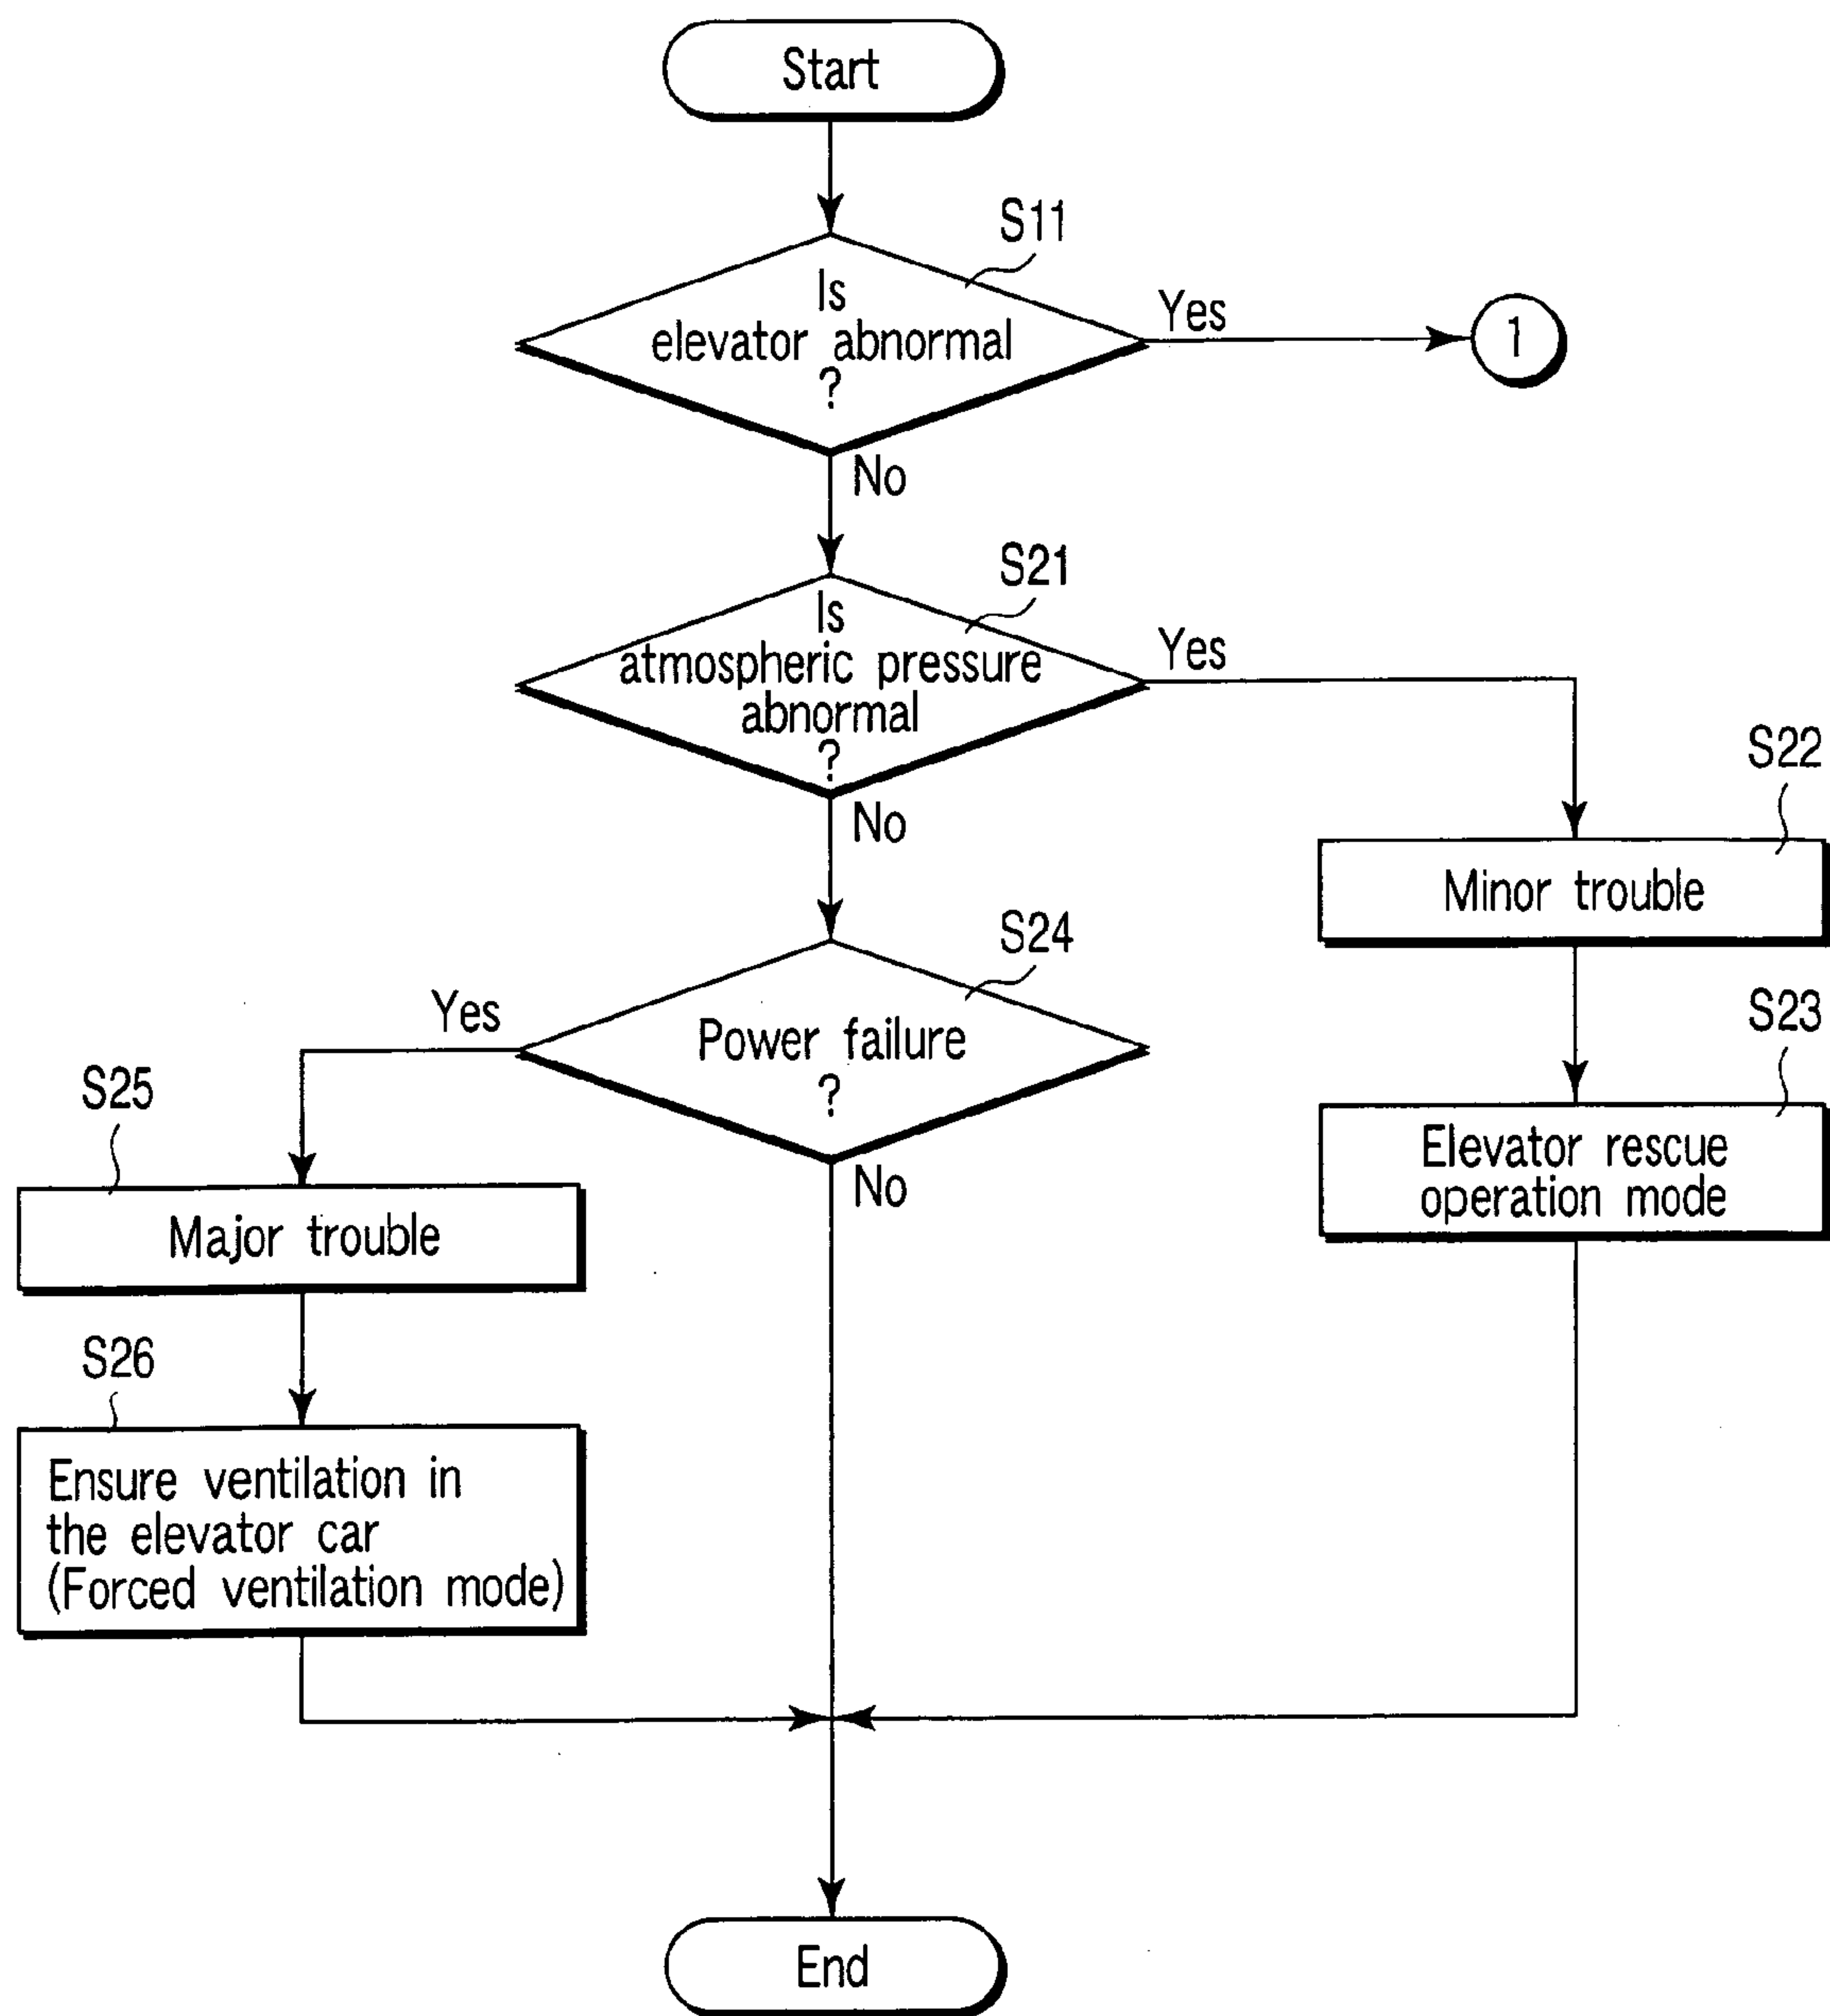 Start
S11
Is
elevator abnormal
?
Yes
1
No
S21
Is
atmospheric pressure
abnormal
?
Yes
No
S22
Minor trouble
S24
Power failure
?
Yes
No
S23
Elevator rescue
operation mode
S25
Major trouble
S26
Ensure ventilation in
the elevator car
(Forced ventilation mode)
End